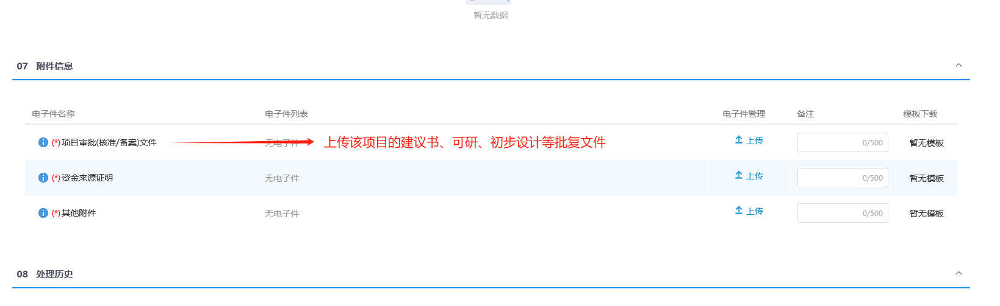 暂无数据
07 附件信息
电子件名称 电子件列表 电子件管理 备注 模板下载
(*)项目审批(核准/备案)文件 无电子件 上传该项目的建议书、可研、初步设计等批复文件 上传 0/500 暂无模板
(*)资金来源证明 无电子件 上传 0/500 暂无模板
(*)其他附件 无电子件 上传 0/500 暂无模板
08 处理历史